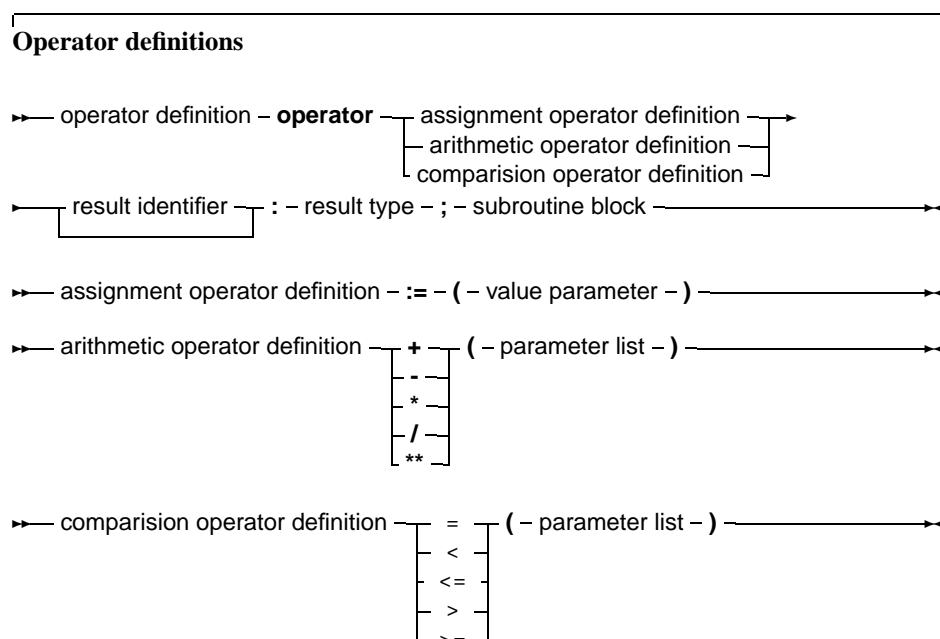 Operator definitions
operator definition operator assignment operator definition
arithmetic operator definition
comparision operator definition
result identifier : result type ; subroutine block
assignment operator definition := ( value parameter )
arithmetic operator definition + ( parameter list )
-
*
/
**
comparision operator definition = ( parameter list )
<
<=
>
>=